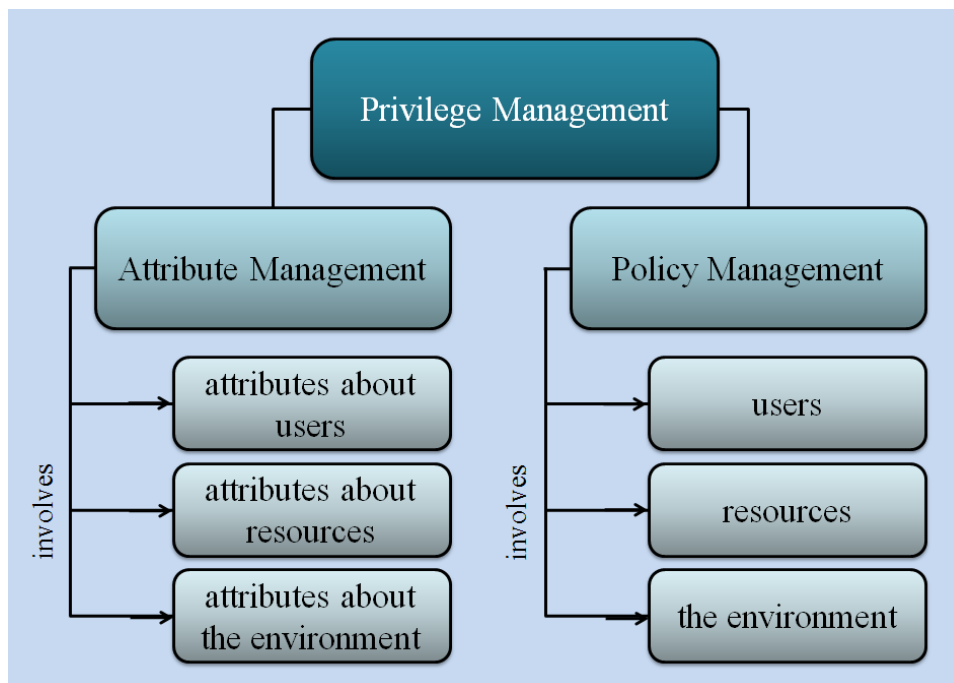 Privilege Management
Attribute Management
Policy Management
attributes about
users
attributes about
resources
attributes about
the environment
involves
users
resources
the environment
involves